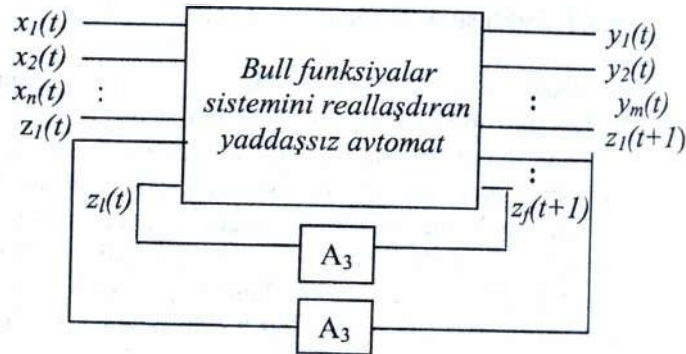 x₁(t)
x₂(t)
xₙ(t) :
z₁(t)
Bull funksiyalar
sistemini reallaşdıran
yaddaşsız avtomat
y₁(t)
y₂(t)
: yₘ(t)
z₁(t+1)
:
zₗ(t)
z_f(t+1)
A₃
A₃